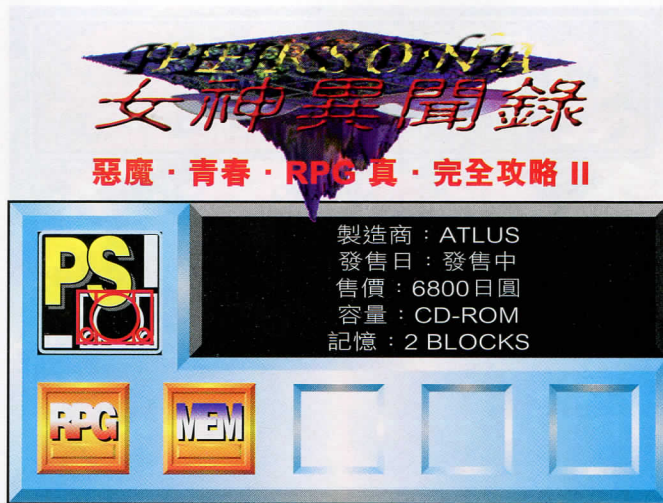 PERSONA
女神異聞錄
惡魔・青春・RPG 真・完全攻略 II
PS
製造商：ATLUS
發售日：發售中
售價：6800日圓
容量：CD-ROM
記憶：2 BLOCKS
RPG
MEM